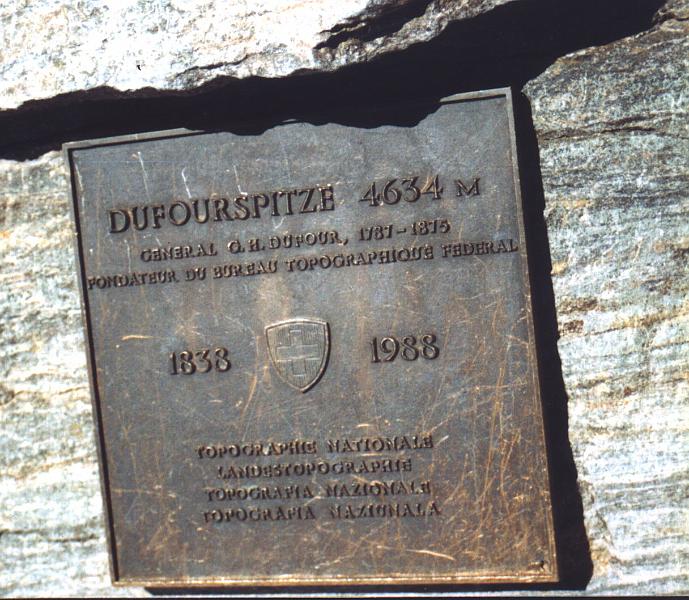 DUFOURSPITZE 4634 M
GENERAL G.H. DUFOUR, 1787-1875
FONDATEUR DU BUREAU TOPOGRAPHIQUE FEDERAL
1838 1988
TOPOGRAPHIE NATIONALE
LANDESTOPOGRAPHIE
TOPOGRAFIA NAZIONALE
TOPOGRAFIA NAZIUNALA